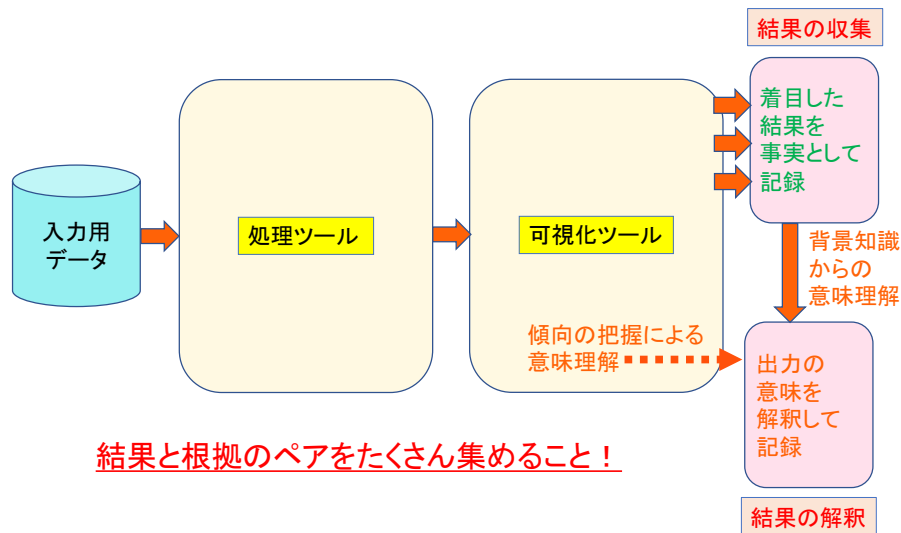 結果の収集
着目した
結果を
事実として
記録
入力用
データ
処理ツール
可視化ツール
背景知識
からの
意味理解
傾向の把握による
意味理解
出力の
意味を
解釈して
記録
結果と根拠のペアをたくさん集めること！
結果の解釈